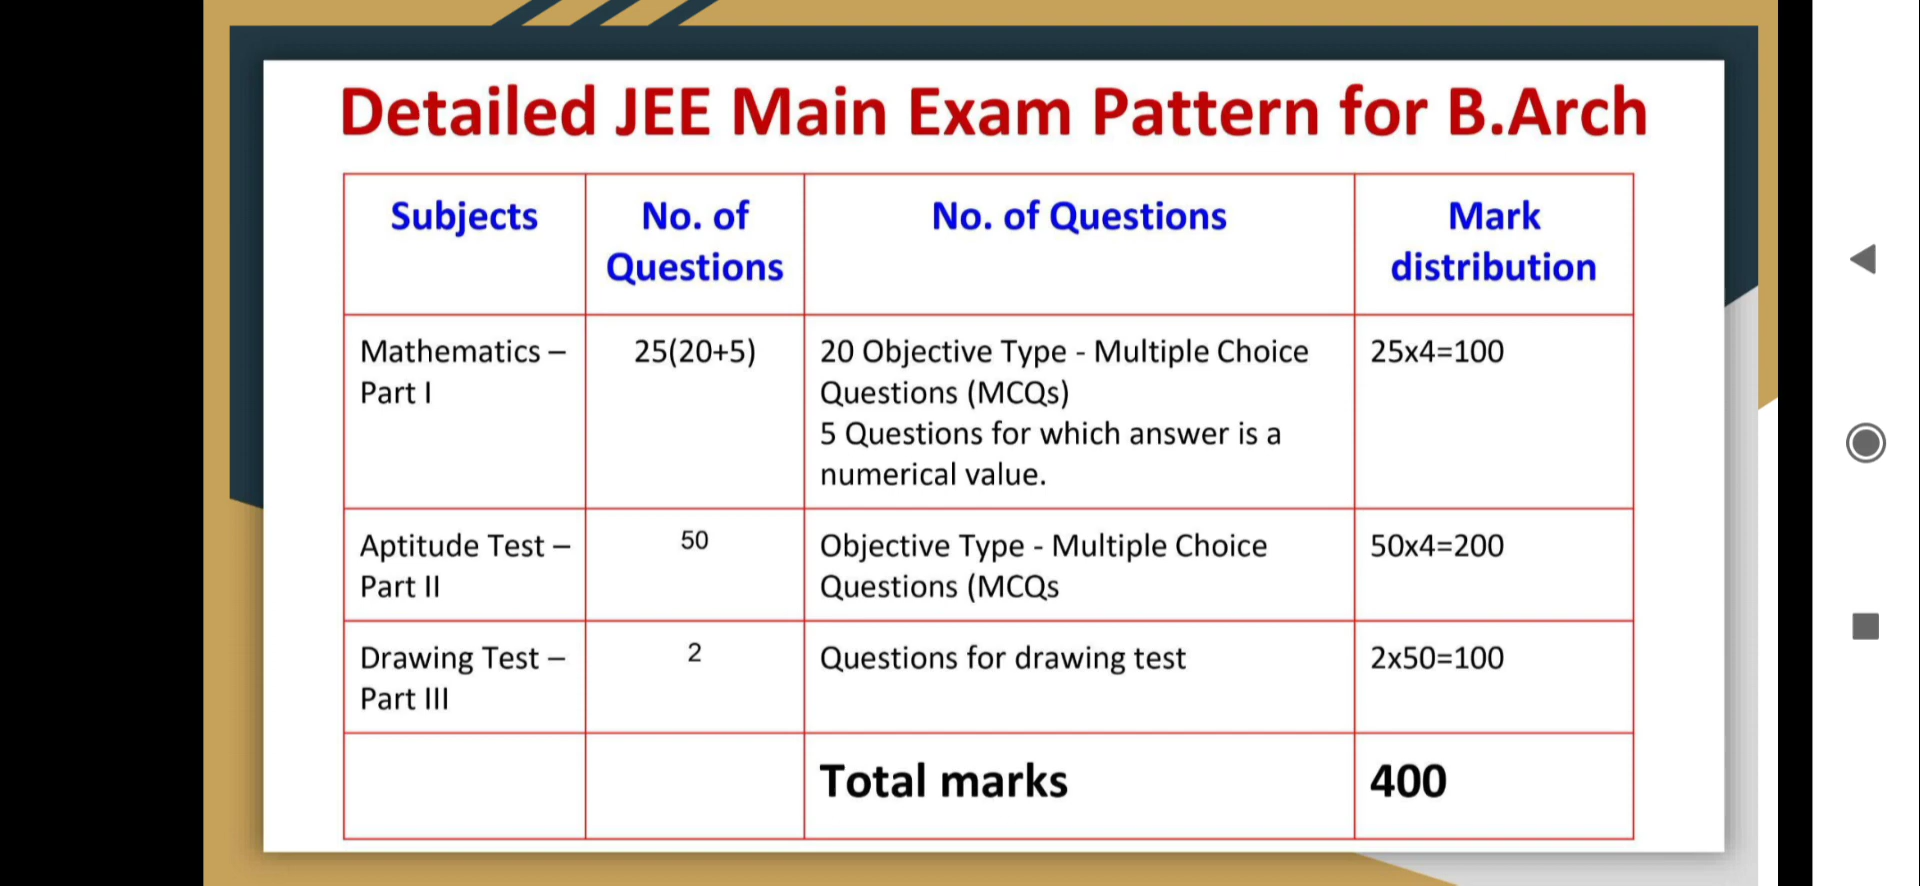 Detailed JEE Main Exam Pattern for B.Arch
Subjects
No. of
Questions
No. of Questions
Mark
distribution
Mathematics –
Part I
25(20+5)
20 Objective Type - Multiple Choice
Questions (MCQs)
5 Questions for which answer is a
numerical value.
25x4=100
Aptitude Test –
Part II
50
Objective Type - Multiple Choice
Questions (MCQs
50x4=200
Drawing Test –
Part III
2
Questions for drawing test
2x50=100
Total marks
400